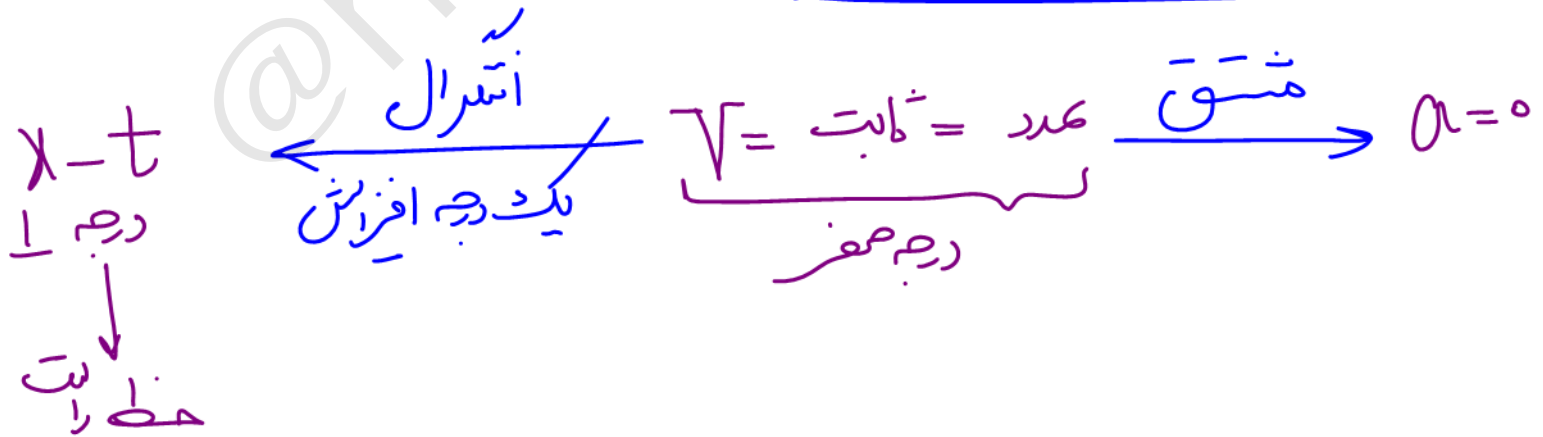 @
انتگرال
مشتق
x-t
V = ثابت = عدد
a=0
یک درجه افزایش
درجه 1
درجه صفر
خط راست